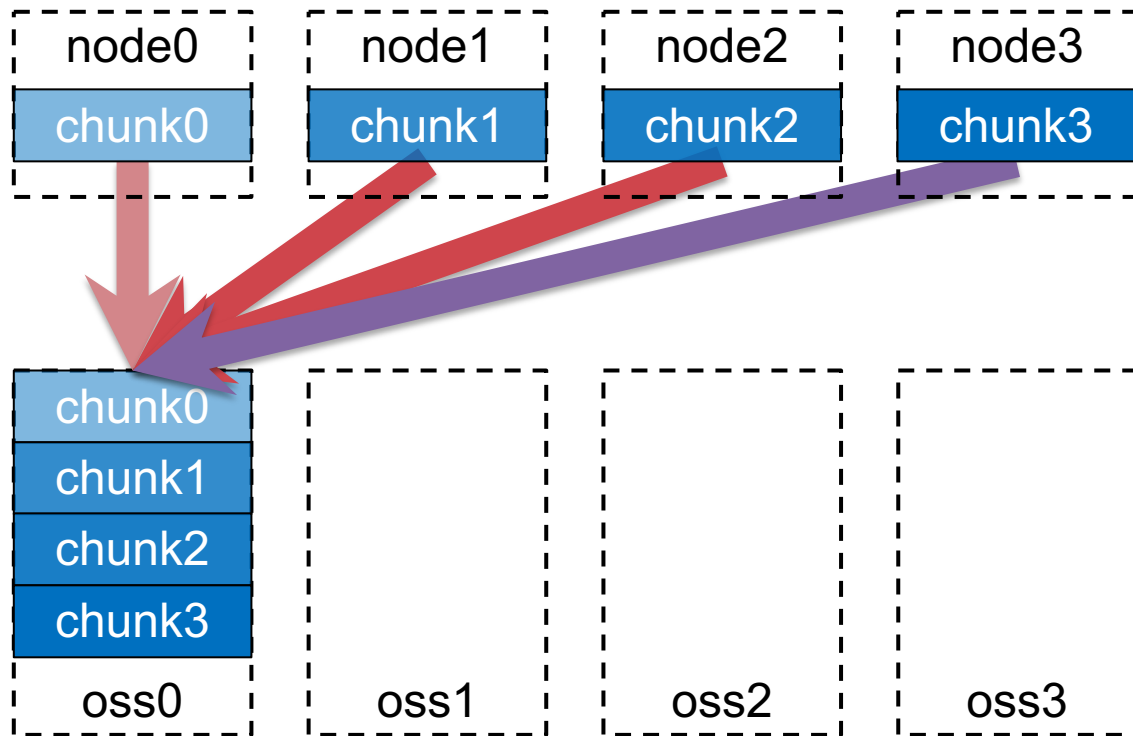 node0 node1 node2 node3
chunk0 chunk1 chunk2 chunk3
chunk0
chunk1
chunk2
chunk3
oss0 oss1 oss2 oss3